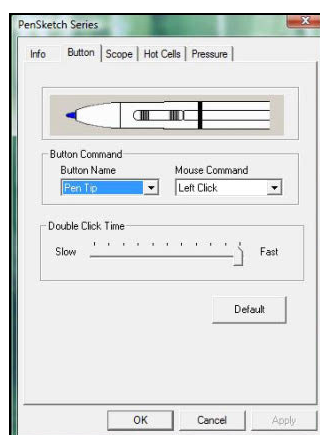 PenSketch Series
Info Button Scope Hot Cells Pressure
Button Command
Button Name Mouse Command
Pen Tip Left Click
Double Click Time
Slow Fast
Default
OK Cancel Apply